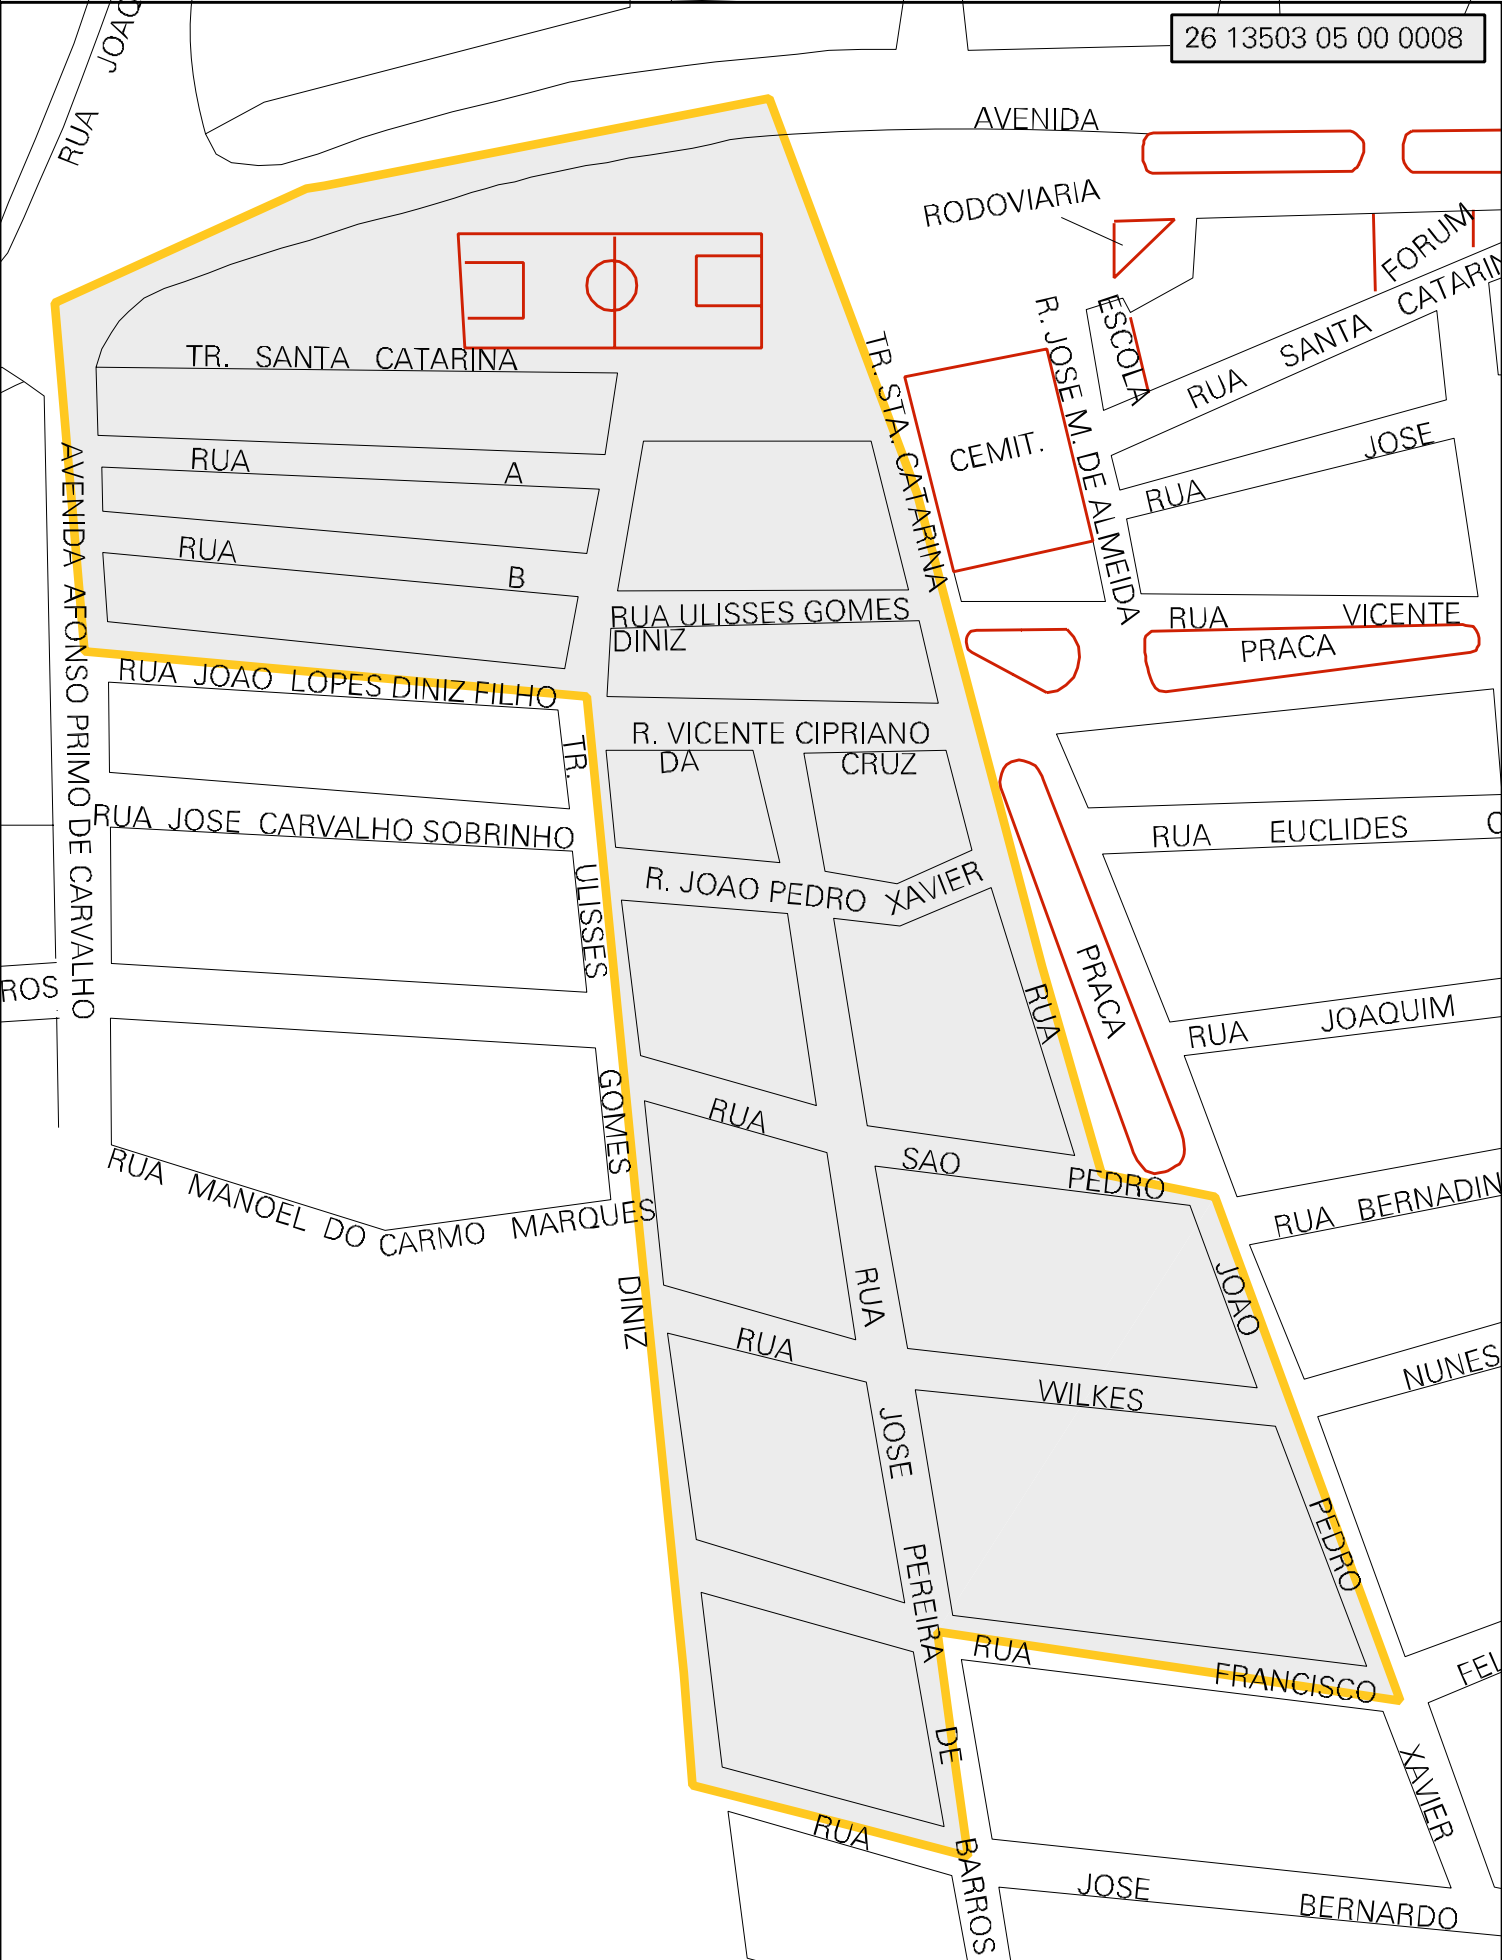 26 13503 05 00 0008
RUA JOAQ
AVENIDA
RODOVIARIA
FORUM
ESCOLA
RUA SANTA CATARIN
TR. SANTA CATARINA
TR. STA. CATARINA
R. JOSE M. DE ALMEIDA
CEMIT.
RUA JOSE
RUA A
RUA B
AVENIDA AFONSO PRIMO DE CARVALHO
RUA ULISSES GOMES
DINIZ
RUA VICENTE
PRACA
RUA JOAO LOPES DINIZ FILHO
R. VICENTE CIPRIANO
DA CRUZ
TR. ULISSES GOMES DINIZ
RUA JOSE CARVALHO SOBRINHO
RUA EUCLIDES C
R. JOAO PEDRO XAVIER
PRACA
ROS
RUA JOAO PEDRO XAVIER
RUA JOAQUIM
RUA SAO PEDRO
RUA MANOEL DO CARMO MARQUES
RUA BERNADIN
RUA JOSE PEREIRA DE BARROS
RUA WILKES
NUNES
RUA FRANCISCO
FEL
RUA JOSE BERNARDO